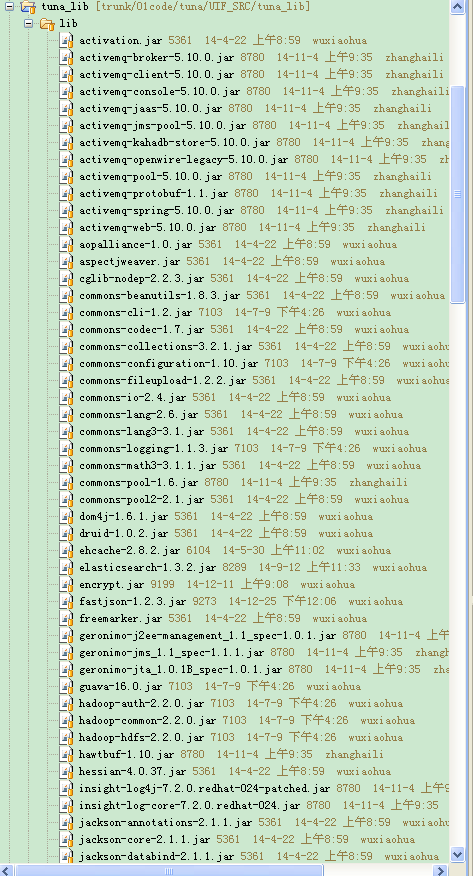 tuna_lib [trunk/01code/tuna/UIF_SRC/tuna_lib]
lib
activation.jar 5361 14-4-22 上午8:59 wuxiaohua
activemq-broker-5.10.0.jar 8780 14-11-4 上午9:35 zhanghaili
activemq-client-5.10.0.jar 8780 14-11-4 上午9:35 zhanghaili
activemq-console-5.10.0.jar 8780 14-11-4 上午9:35 zhanghai
activemq-jaas-5.10.0.jar 8780 14-11-4 上午9:35 zhanghaili
activemq-jms-pool-5.10.0.jar 8780 14-11-4 上午9:35 zhangha
activemq-kahadb-store-5.10.0.jar 8780 14-11-4 上午9:35 zhang
activemq-openwire-legacy-5.10.0.jar 8780 14-11-4 上午9:35 z
activemq-pool-5.10.0.jar 8780 14-11-4 上午9:35 zhanghaili
activemq-protobuf-1.1.jar 8780 14-11-4 上午9:35 zhanghaili
activemq-spring-5.10.0.jar 8780 14-11-4 上午9:35 zhanghaili
activemq-web-5.10.0.jar 8780 14-11-4 上午9:35 zhanghaili
aopalliance-1.0.jar 5361 14-4-22 上午8:59 wuxiaohua
aspectjweaver.jar 5361 14-4-22 上午8:59 wuxiaohua
cglib-nodep-2.2.3.jar 5361 14-4-22 上午8:59 wuxiaohua
commons-beanutils-1.8.3.jar 5361 14-4-22 上午8:59 wuxiaohua
commons-cli-1.2.jar 7103 14-7-9 下午4:26 wuxiaohua
commons-codec-1.7.jar 5361 14-4-22 上午8:59 wuxiaohua
commons-collections-3.2.1.jar 5361 14-4-22 上午8:59 wuxiaohu
commons-configuration-1.10.jar 7103 14-7-9 下午4:26 wuxiaohu
commons-fileupload-1.2.2.jar 5361 14-4-22 上午8:59 wuxiaohua
commons-io-2.4.jar 5361 14-4-22 上午8:59 wuxiaohua
commons-lang-2.6.jar 5361 14-4-22 上午8:59 wuxiaohua
commons-lang3-3.1.jar 5361 14-4-22 上午8:59 wuxiaohua
commons-logging-1.1.3.jar 7103 14-7-9 下午4:26 wuxiaohua
commons-math3-3.1.1.jar 5361 14-4-22 上午8:59 wuxiaohua
commons-pool-1.6.jar 8780 14-11-4 上午9:35 zhanghaili
commons-pool2-2.1.jar 5361 14-4-22 上午8:59 wuxiaohua
dom4j-1.6.1.jar 5361 14-4-22 上午8:59 wuxiaohua
druid-1.0.2.jar 5361 14-4-22 上午8:59 wuxiaohua
ehcache-2.8.2.jar 6104 14-5-30 上午11:02 wuxiaohua
elasticsearch-1.3.2.jar 8289 14-9-12 上午11:33 wuxiaohua
encrypt.jar 9199 14-12-11 上午9:08 wuxiaohua
fastjson-1.2.3.jar 9273 14-12-25 下午12:06 wuxiaohua
freemarker.jar 5361 14-4-22 上午8:59 wuxiaohua
geronimo-j2ee-management_1.1_spec-1.0.1.jar 8780 14-11-4 上
geronimo-jms_1.1_spec-1.1.1.jar 8780 14-11-4 上午9:35 zhangh
geronimo-jta_1.0.1B_spec-1.0.1.jar 8780 14-11-4 上午9:35 zh
guava-16.0.jar 7103 14-7-9 下午4:26 wuxiaohua
hadoop-auth-2.2.0.jar 7103 14-7-9 下午4:26 wuxiaohua
hadoop-common-2.2.0.jar 7103 14-7-9 下午4:26 wuxiaohua
hadoop-hdfs-2.2.0.jar 7103 14-7-9 下午4:26 wuxiaohua
hawtbuf-1.10.jar 8780 14-11-4 上午9:35 zhanghaili
hessian-4.0.37.jar 5361 14-4-22 上午8:59 wuxiaohua
insight-log4j-7.2.0.redhat-024-patched.jar 8780 14-11-4 上午9
insight-log-core-7.2.0.redhat-024.jar 8780 14-11-4 上午9:35
jackson-annotations-2.1.1.jar 5361 14-4-22 上午8:59 wuxiaohu
jackson-core-2.1.1.jar 5361 14-4-22 上午8:59 wuxiaohua
jackson-databind-2.1.1.jar 5361 14-4-22 上午8:59 wuxiaohua